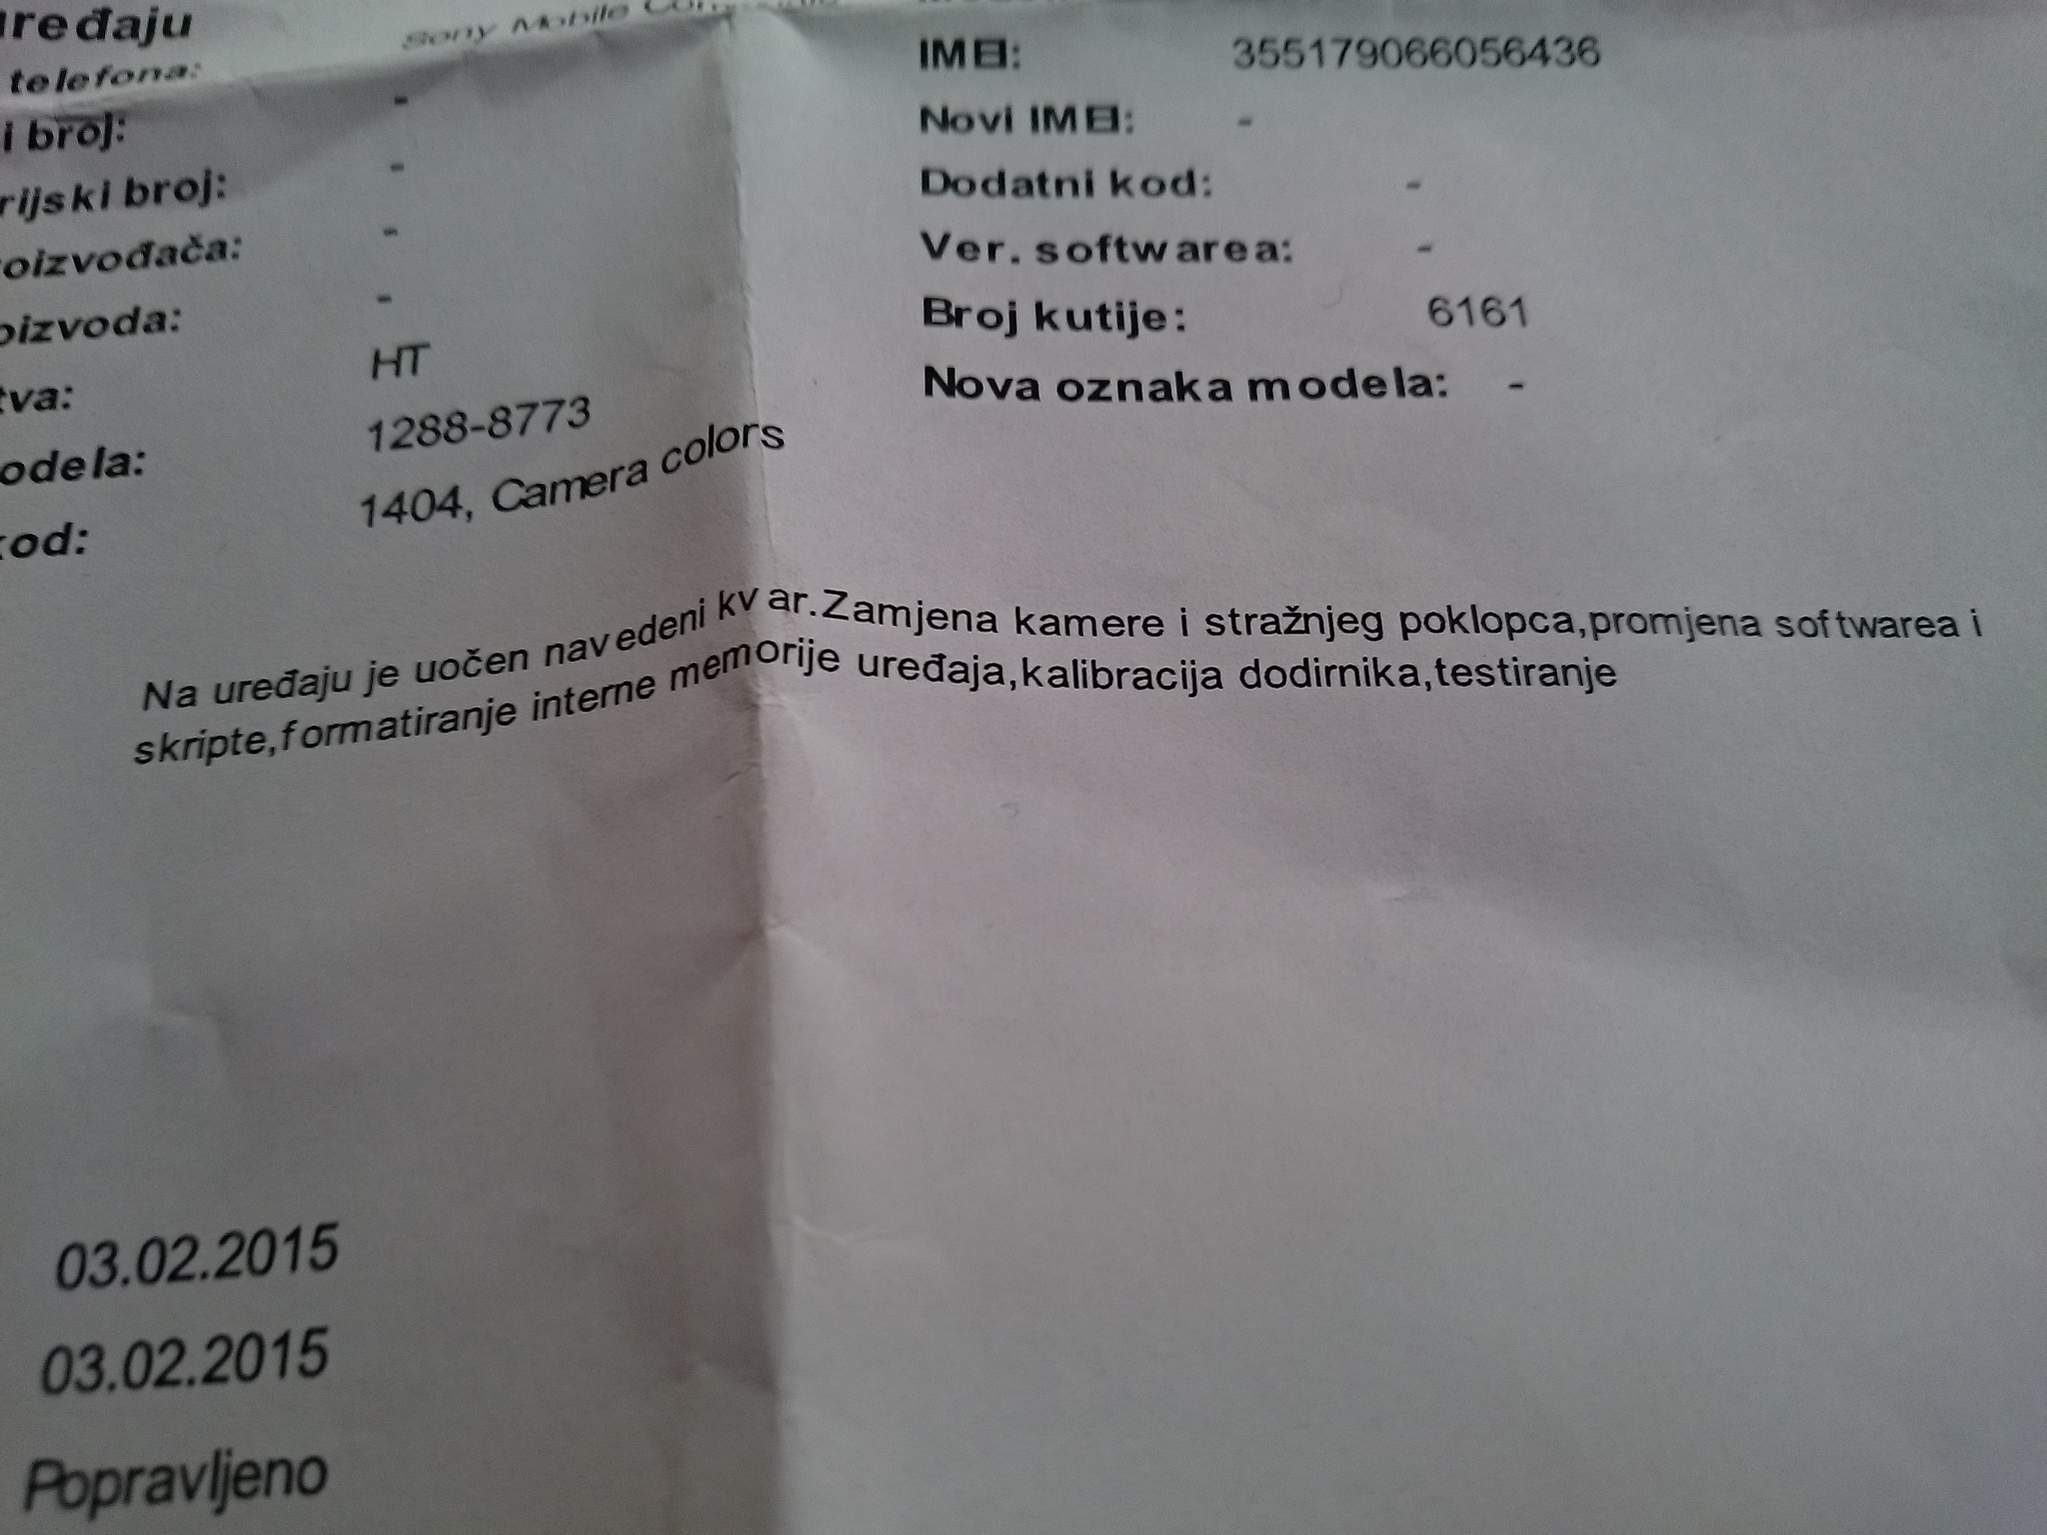 uređaju
Sony Mobile
telefona:
i broj: -
rijski broj: -
oizvođača: -
oizvoda: -
tva: HT
odela: 1288-8773
kod: 1404, Camera colors
IMEI: 355179066056436
Novi IMEI: -
Dodatni kod: -
Ver. softwarea: -
Broj kutije: 6161
Nova oznaka modela: -
Na uređaju je uočen navedeni kvar.Zamjena kamere i stražnjeg poklopca,promjena softwarea i
skripte,formatiranje interne memorije uređaja,kalibracija dodirnika,testiranje
03.02.2015
03.02.2015
Popravljeno